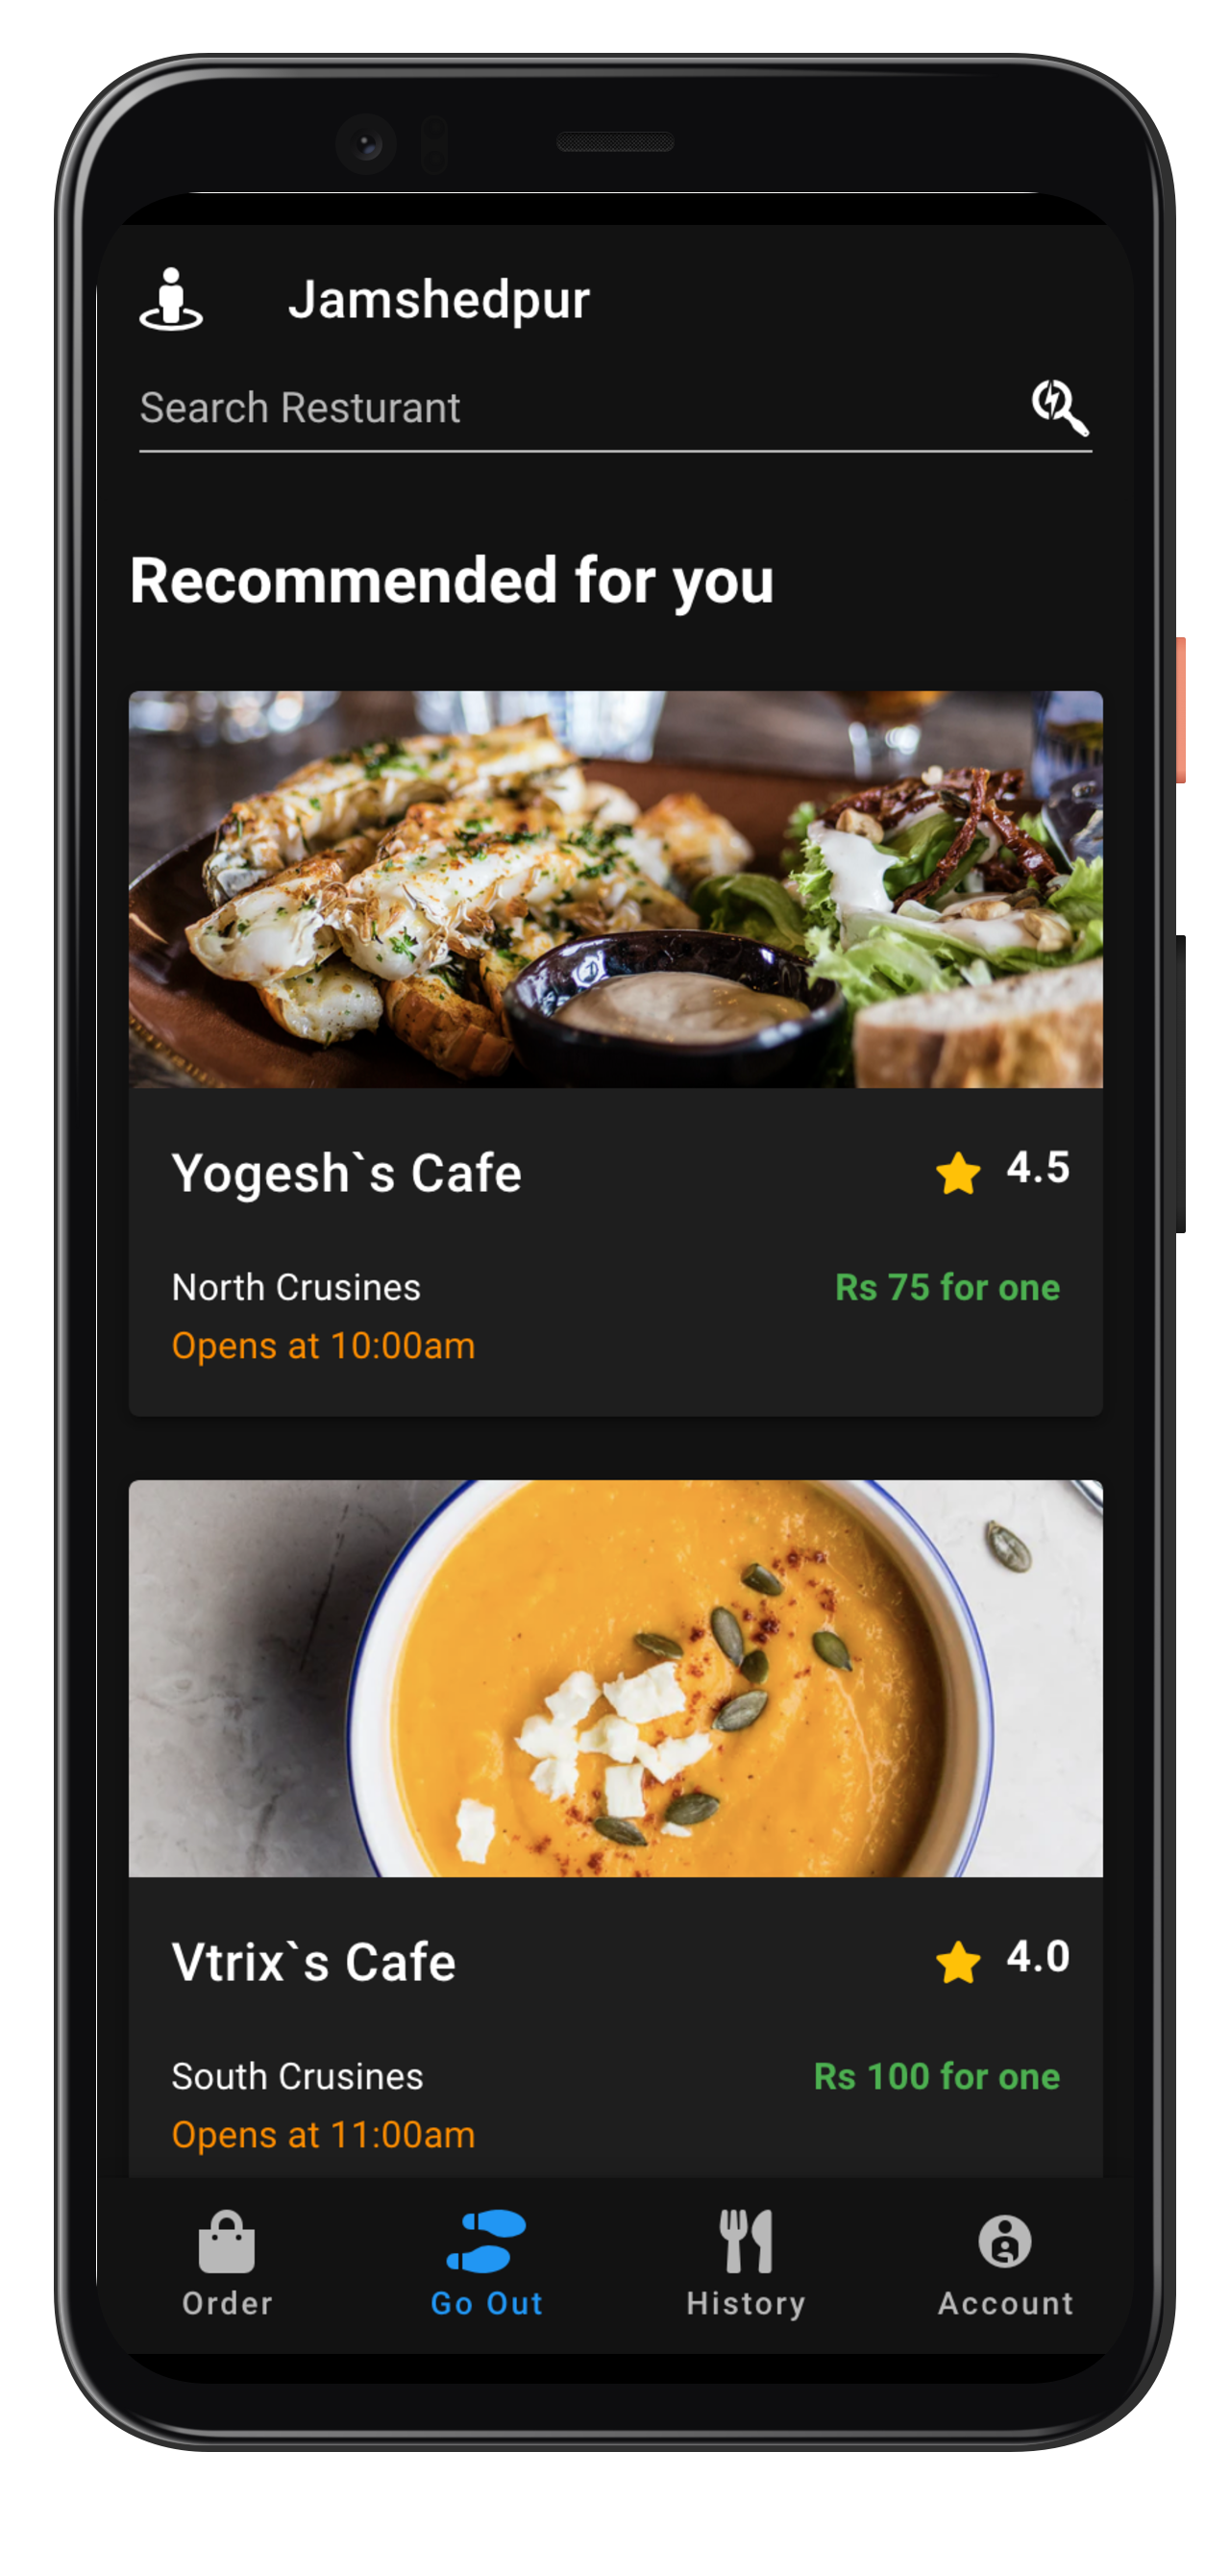 Jamshedpur
Search Resturant
Recommended for you
Yogesh`s Cafe
4.5
North Crusines
Rs 75 for one
Opens at 10:00am
Vtrix`s Cafe
4.0
South Crusines
Rs 100 for one
Opens at 11:00am
Order
Go Out
History
Account